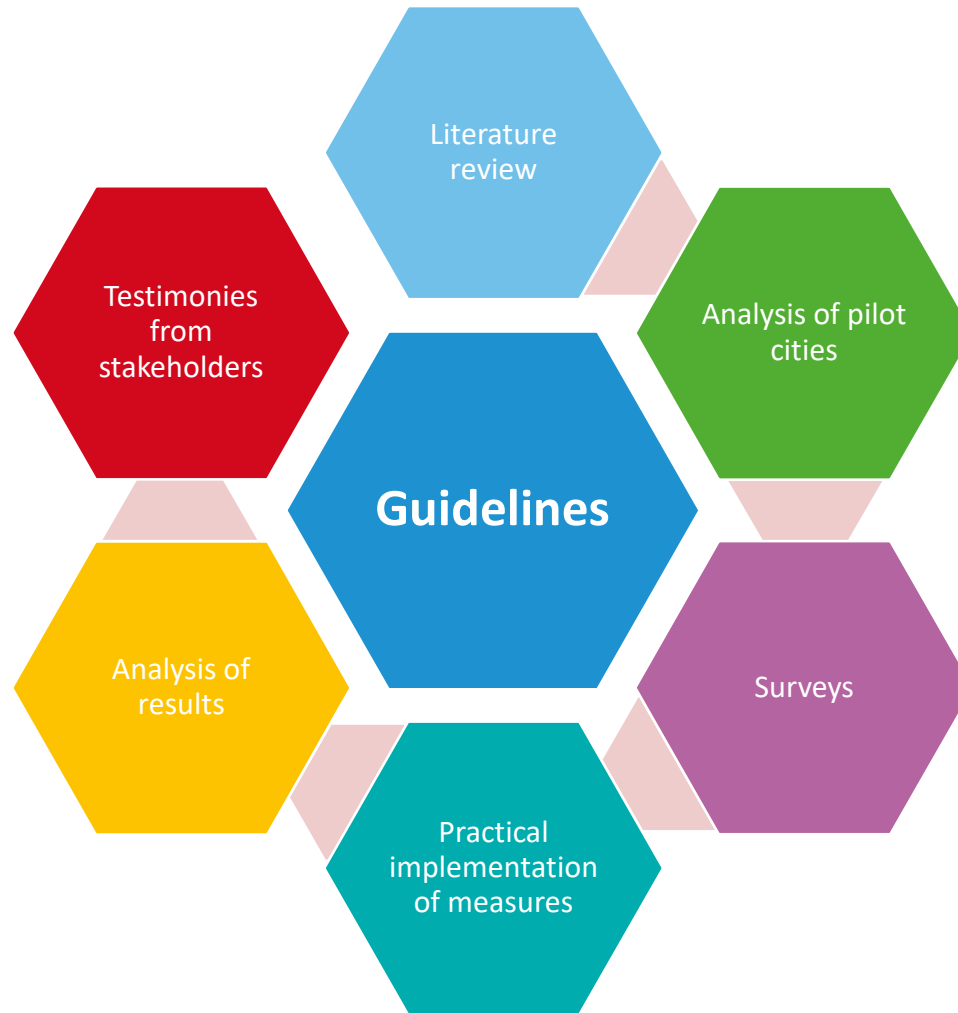 Literature
review
Analysis of pilot
cities
Surveys
Practical
implementation
of measures
Analysis of
results
Testimonies
from
stakeholders
Guidelines